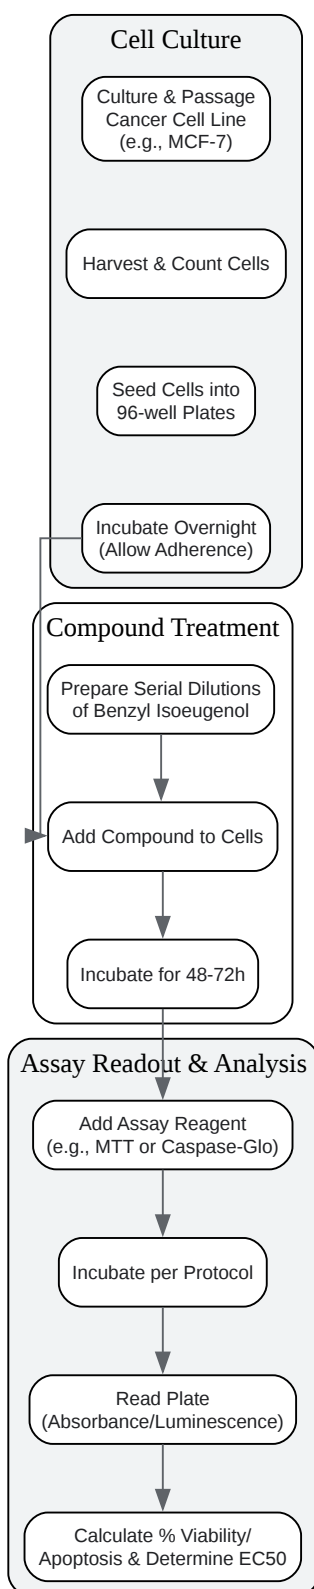 Cell Culture
Culture & Passage
Cancer Cell Line
(e.g., MCF-7)
Harvest & Count Cells
Seed Cells into
96-well Plates
Incubate Overnight
(Allow Adherence)
Compound Treatment
Prepare Serial Dilutions
of Benzyl Isoeugenol
Add Compound to Cells
Incubate for 48-72h
Assay Readout & Analysis
Add Assay Reagent
(e.g., MTT or Caspase-Glo)
Incubate per Protocol
Read Plate
(Absorbance/Luminescence)
Calculate % Viability/
Apoptosis & Determine EC50